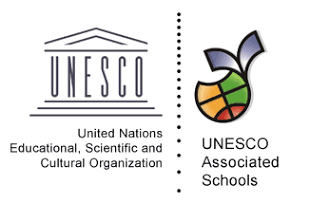 UNESCO
United Nations
Educational, Scientific and
Cultural Organization
UNESCO
Associated
Schools